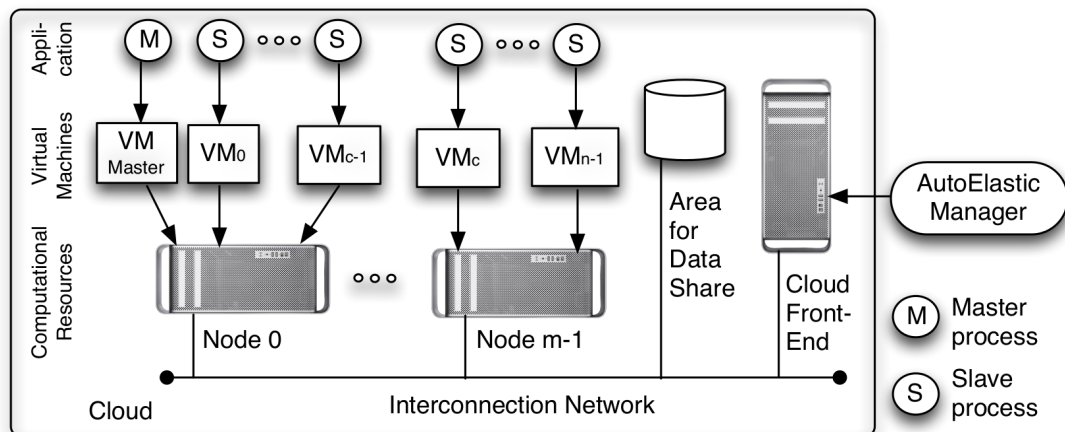 Appli-
cation
M
S
S
S
S
Virtual
Machines
VM
Master
VM0
VMc-1
VMc
VMn-1
AutoElastic
Manager
Area
for
Data
Share
Computational
Resources
Node 0
Node m-1
Cloud
Front-
End
M
Master
process
S
Slave
process
Cloud
Interconnection Network